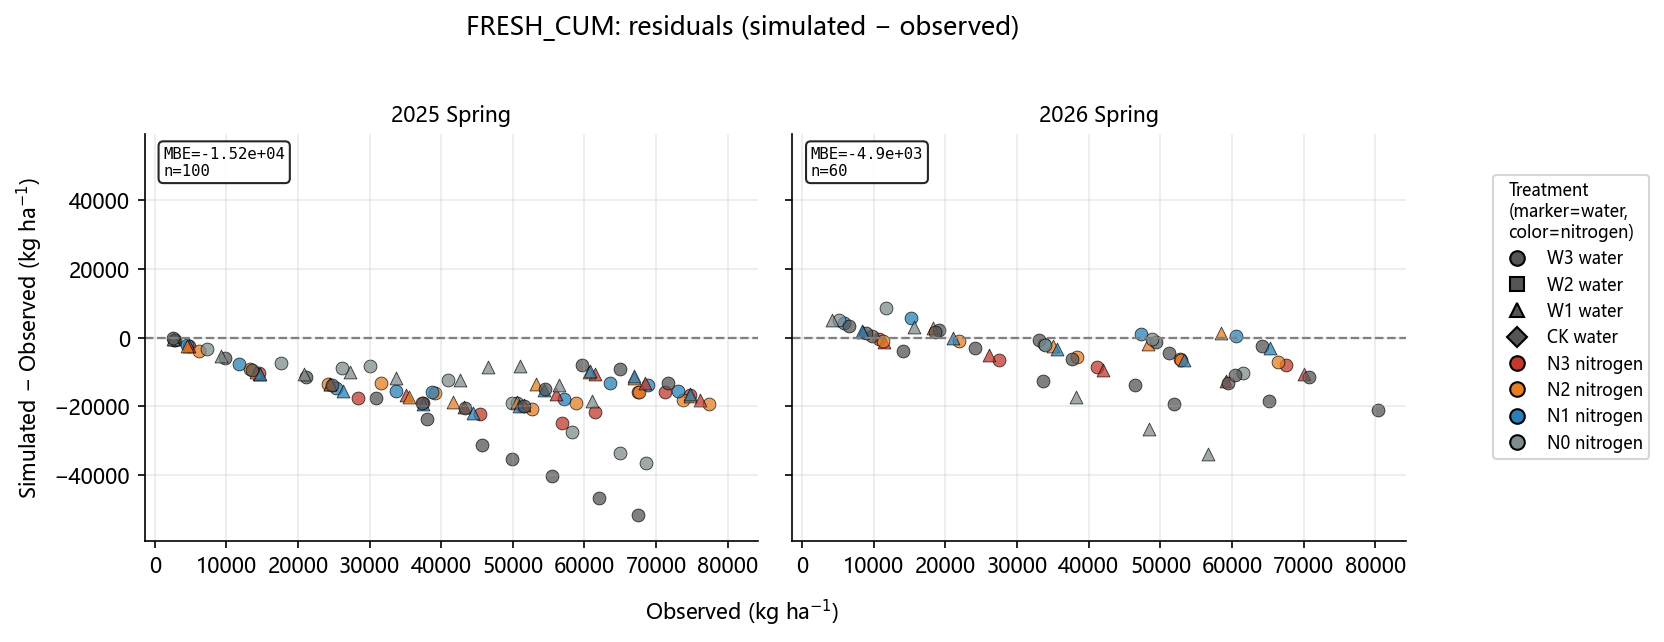 FRESH_CUM: residuals (simulated − observed)
2025 Spring
2026 Spring
MBE=-1.52e+04
n=100
MBE=-4.9e+03
n=60
Simulated − Observed (kg ha⁻¹)
40000
20000
0
−20000
−40000
0 10000 20000 30000 40000 50000 60000 70000 80000
0 10000 20000 30000 40000 50000 60000 70000 80000
Observed (kg ha⁻¹)
Treatment
(marker=water,
color=nitrogen)
W3 water
W2 water
W1 water
CK water
N3 nitrogen
N2 nitrogen
N1 nitrogen
N0 nitrogen